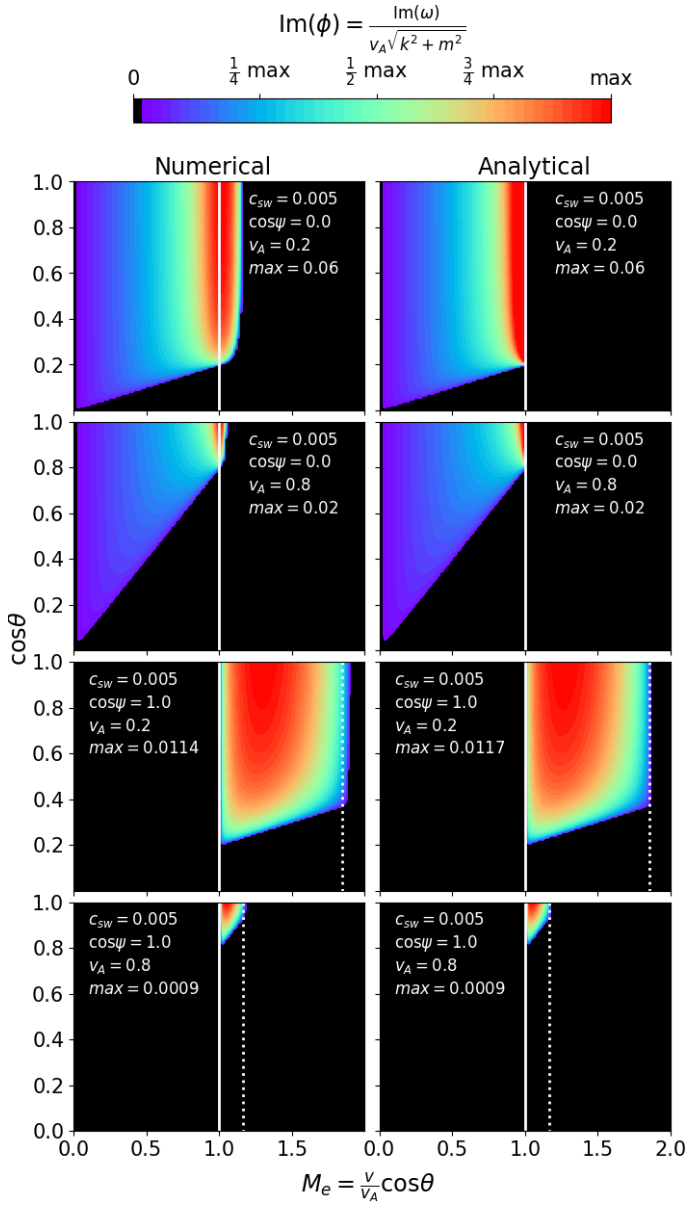 Im(ϕ) = Im(ω) / v_A√(k² + m²)
0 1/4 max 1/2 max 3/4 max max
Numerical Analytical
1.0
0.8
0.6
0.4
0.2
c_sw = 0.005
cosψ = 0.0
v_A = 0.2
max = 0.06
c_sw = 0.005
cosψ = 0.0
v_A = 0.2
max = 0.06
1.0
0.8
0.6
0.4
0.2
c_sw = 0.005
cosψ = 0.0
v_A = 0.8
max = 0.02
c_sw = 0.005
cosψ = 0.0
v_A = 0.8
max = 0.02
cosθ
1.0
0.8
0.6
0.4
0.2
c_sw = 0.005
cosψ = 1.0
v_A = 0.2
max = 0.0114
c_sw = 0.005
cosψ = 1.0
v_A = 0.2
max = 0.0117
1.0
0.8
0.6
0.4
0.2
0.0
c_sw = 0.005
cosψ = 1.0
v_A = 0.8
max = 0.0009
c_sw = 0.005
cosψ = 1.0
v_A = 0.8
max = 0.0009
0.0 0.5 1.0 1.5 0.0 0.5 1.0 1.5 2.0
M_e = v/v_A cosθ